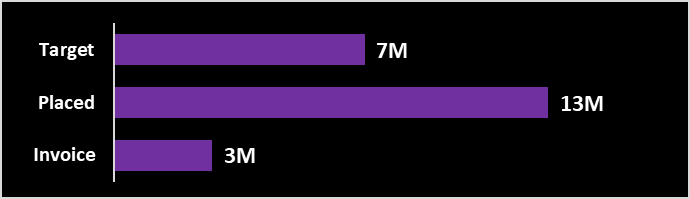 Target 7M
Placed 13M
Invoice 3M